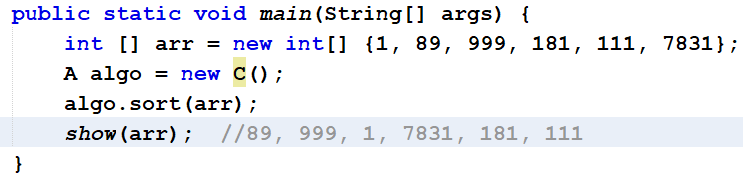 public static void main(String[] args) {
    int [] arr = new int[] {1, 89, 999, 181, 111, 7831};
    A algo = new C();
    algo.sort(arr);
    show(arr);  //89, 999, 1, 7831, 181, 111
}